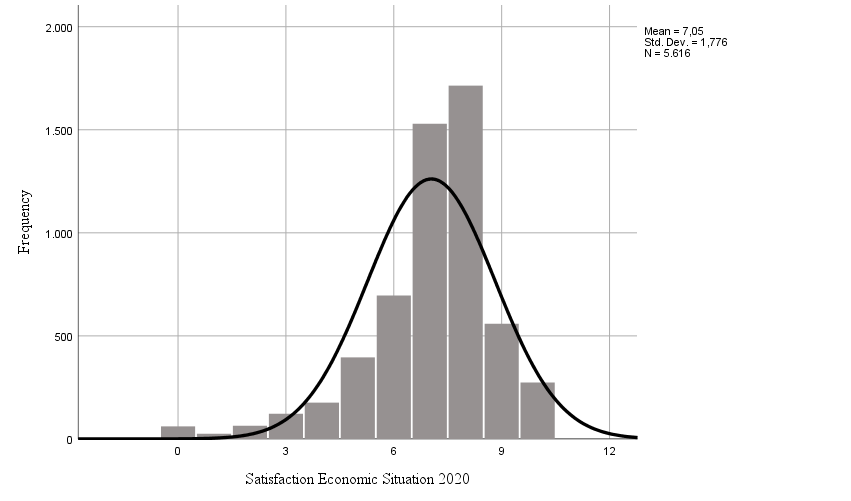 2.000
1.500
1.000
500
0
Frequency
0 3 6 9 12
Satisfaction Economic Situation 2020
Mean = 7,05
Std. Dev. = 1,776
N = 5.616